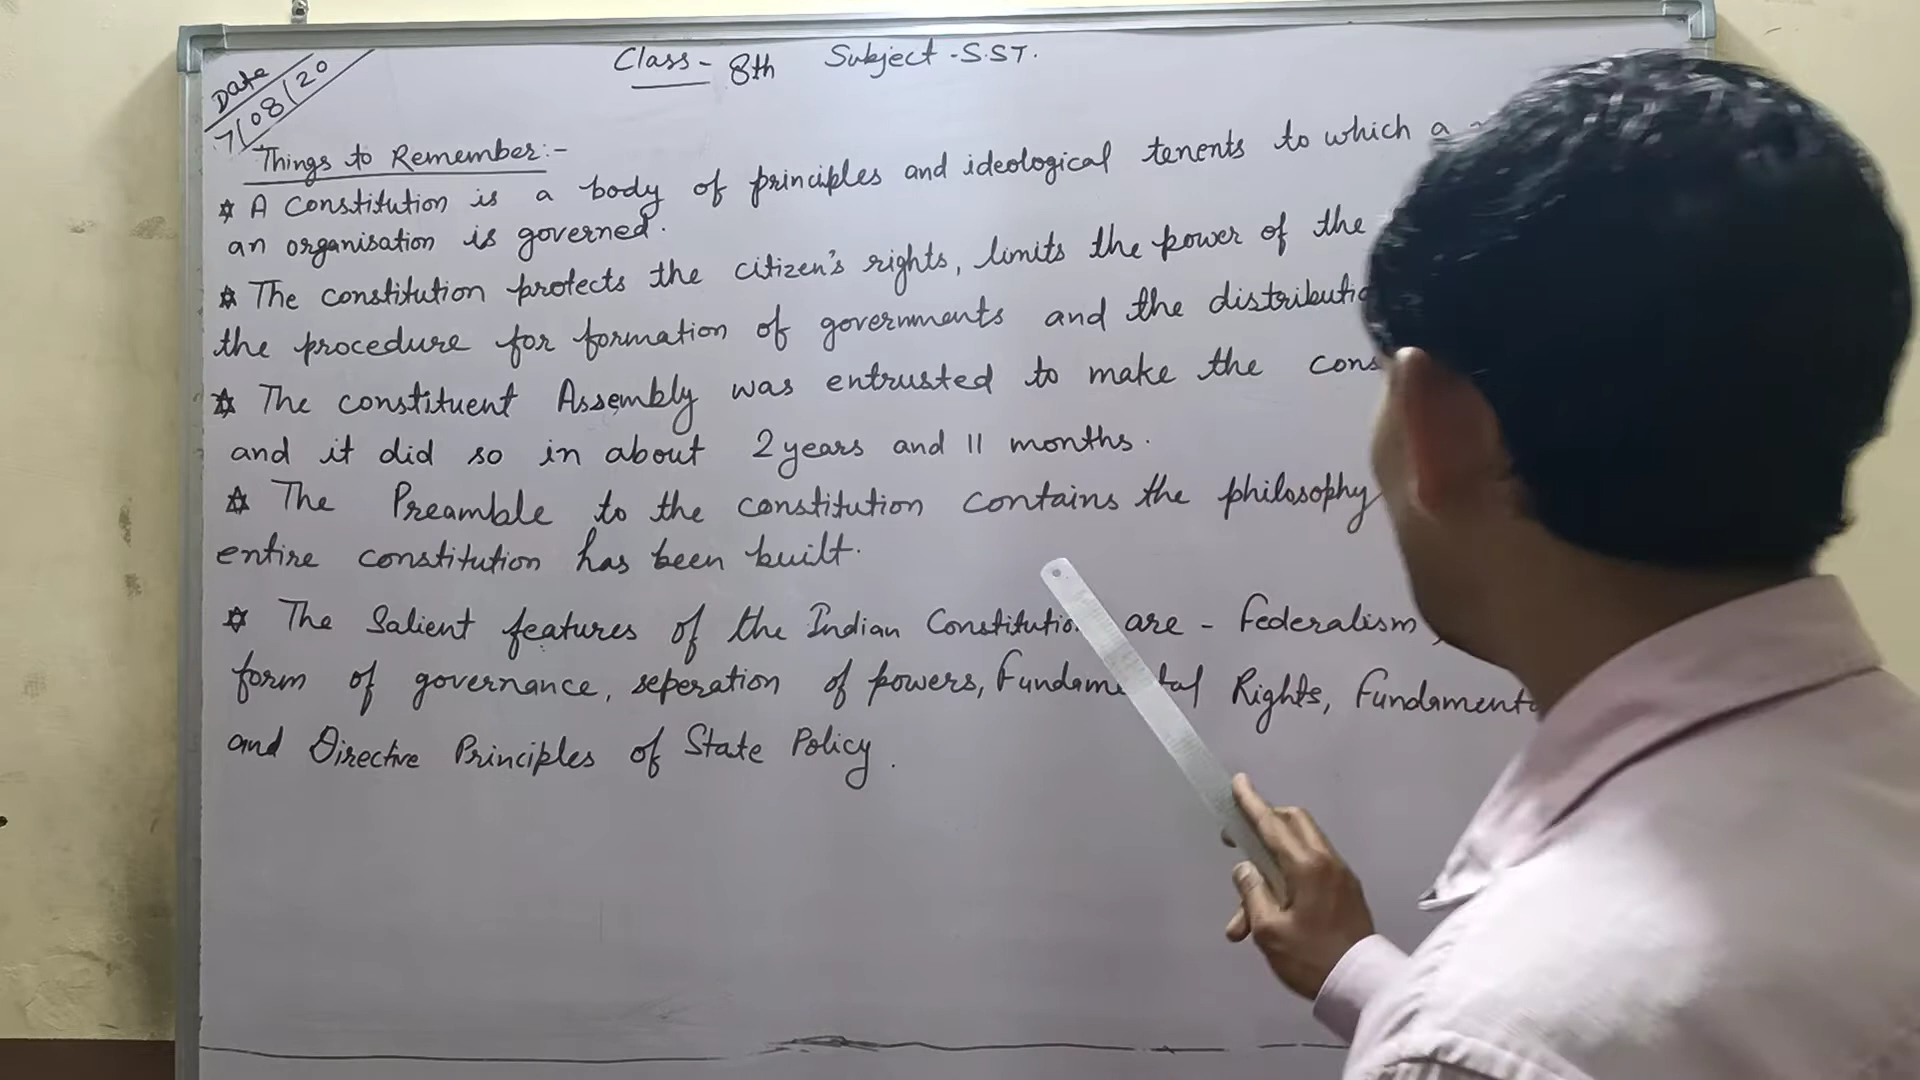 Date
7/08/20
Class - 8th Subject - S.ST.
Things to Remember:-
☆ A constitution is a body of principles and ideological tenents to which a
an organisation is governed.
☆ The constitution protects the citizen's rights, limits the power of the
the procedure for formation of governments and the
☆ The constituent Assembly was entrusted to make the
and it did so in about 2 years and 11 months.
☆ The Preamble to the constitution contains the philosophy
entire constitution has been built.
☆ The Salient features of the Indian Constitution are - Federalism,
form of governance, seperation of powers, Fundamental Rights,
and Directive Principles of State Policy.